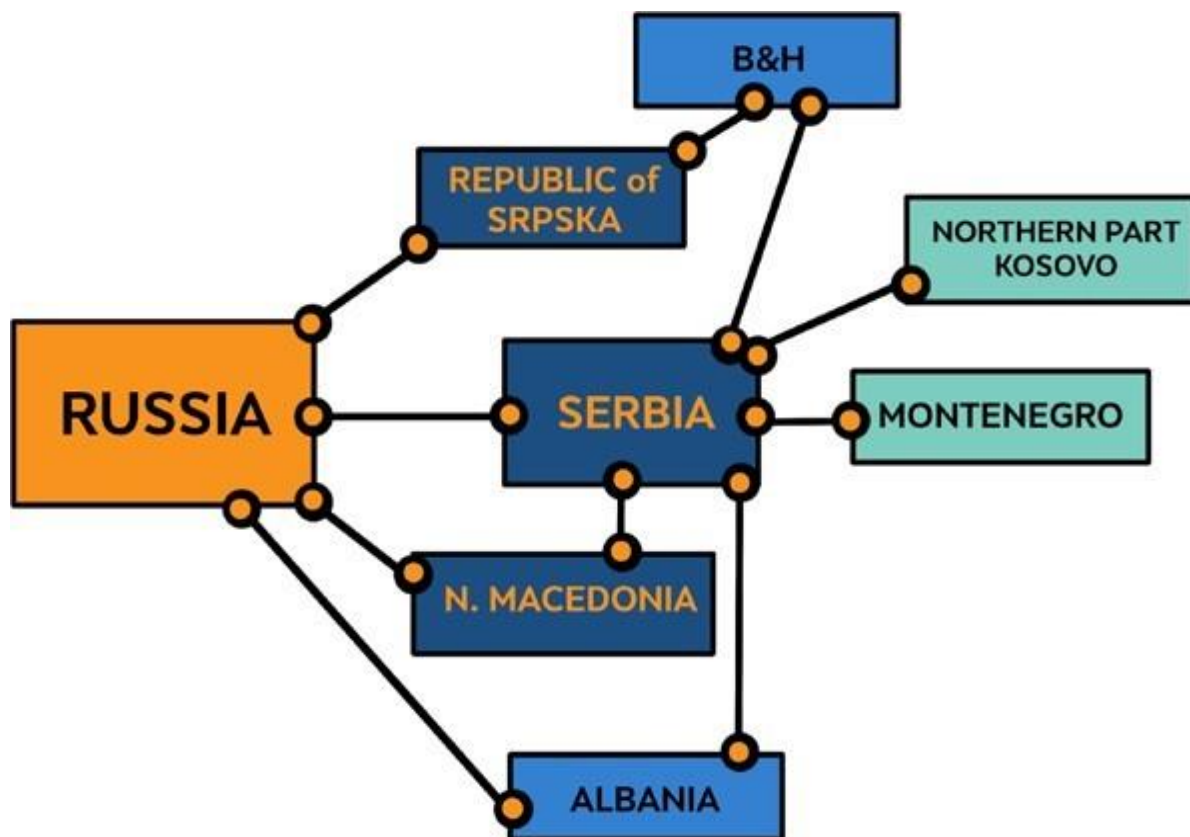 B&H
REPUBLIC of
SRPSKA
NORTHERN PART
KOSOVO
RUSSIA
SERBIA
MONTENEGRO
N. MACEDONIA
ALBANIA